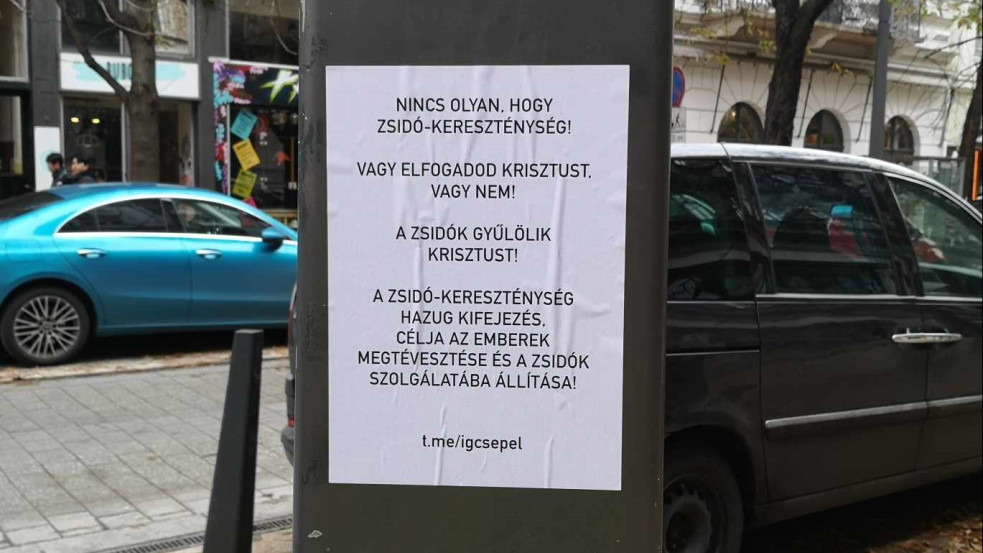 NINCS OLYAN, HOGY
ZSIDÓ-KERESZTÉNYSÉG!
VAGY ELFOGADOD KRISZTUST,
VAGY NEM!
A ZSIDÓK GYŰLÖLIK
KRISZTUST!
A ZSIDÓ-KERESZTÉNYSÉG
HAZUG KIFEJEZÉS,
CÉLJA AZ EMBEREK
MEGTÉVESZTÉSE ÉS A ZSIDÓK
SZOLGÁLATÁBA ÁLLÍTÁSA!
t.me/igcsepel